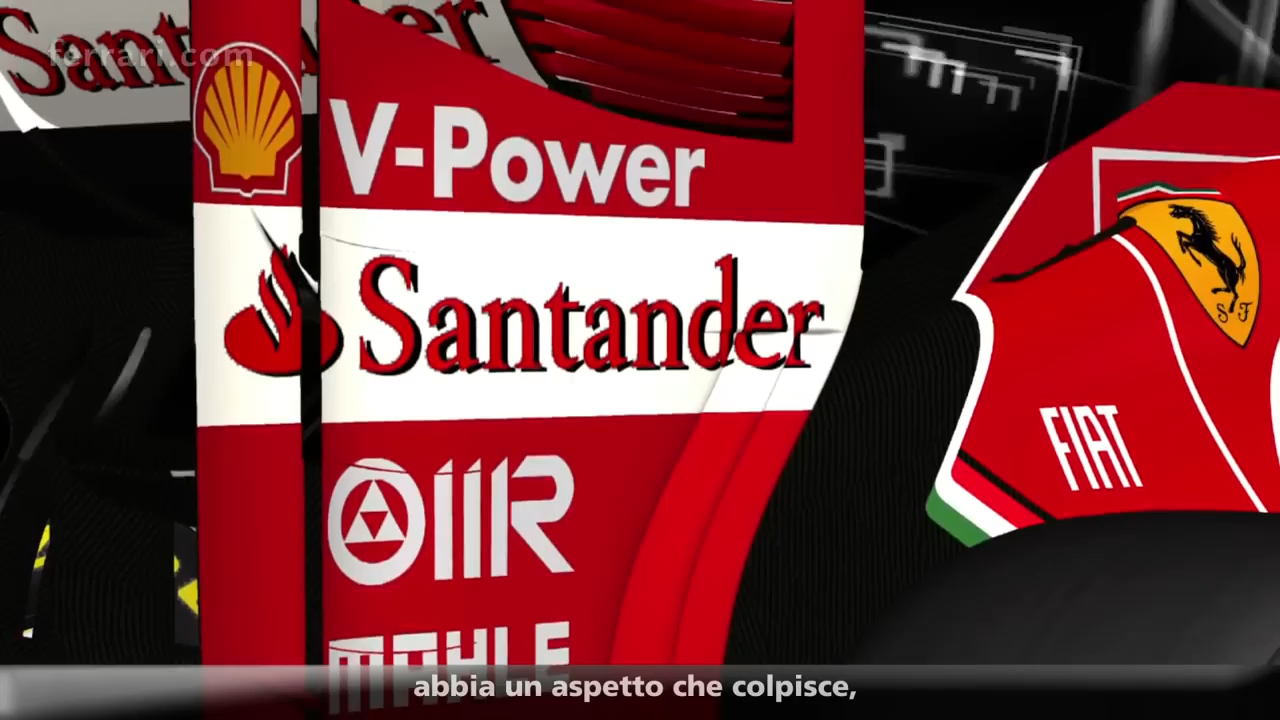 Santander
ferrari.com
V-Power
Santander
OMR
MAHLE
S F
FIAT
abbia un aspetto che colpisce,